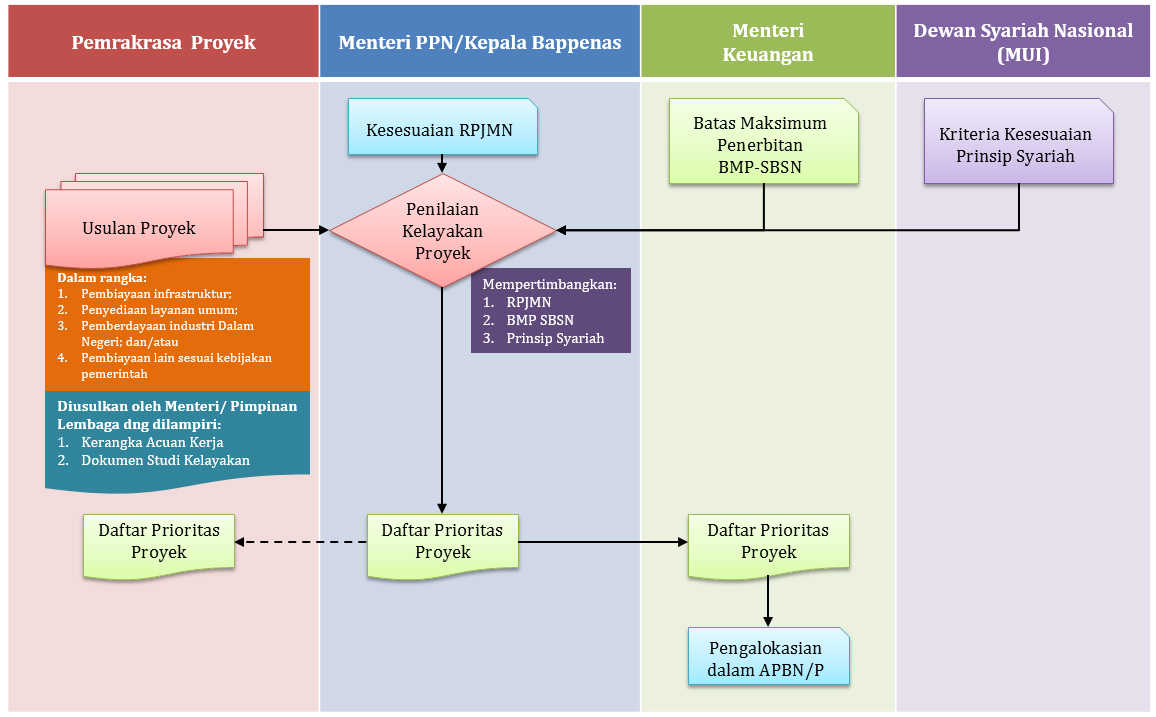 Pemrakrasa Proyek
Menteri PPN/Kepala Bappenas
Menteri
Keuangan
Dewan Syariah Nasional
(MUI)
Kesesuaian RPJMN
Batas Maksimum
Penerbitan
BMP-SBSN
Kriteria Kesesuaian
Prinsip Syariah
Usulan Proyek
Penilaian
Kelayakan
Proyek
Dalam rangka:
1. Pembiayaan infrastruktur;
2. Penyediaan layanan umum;
3. Pemberdayaan industri Dalam
Negeri; dan/atau
4. Pembiayaan lain sesuai kebijakan
pemerintah
Mempertimbangkan:
1. RPJMN
2. BMP SBSN
3. Prinsip Syariah
Diusulkan oleh Menteri/ Pimpinan
Lembaga dng dilampiri:
1. Kerangka Acuan Kerja
2. Dokumen Studi Kelayakan
Daftar Prioritas
Proyek
Daftar Prioritas
Proyek
Daftar Prioritas
Proyek
Pengalokasian
dalam APBN/P